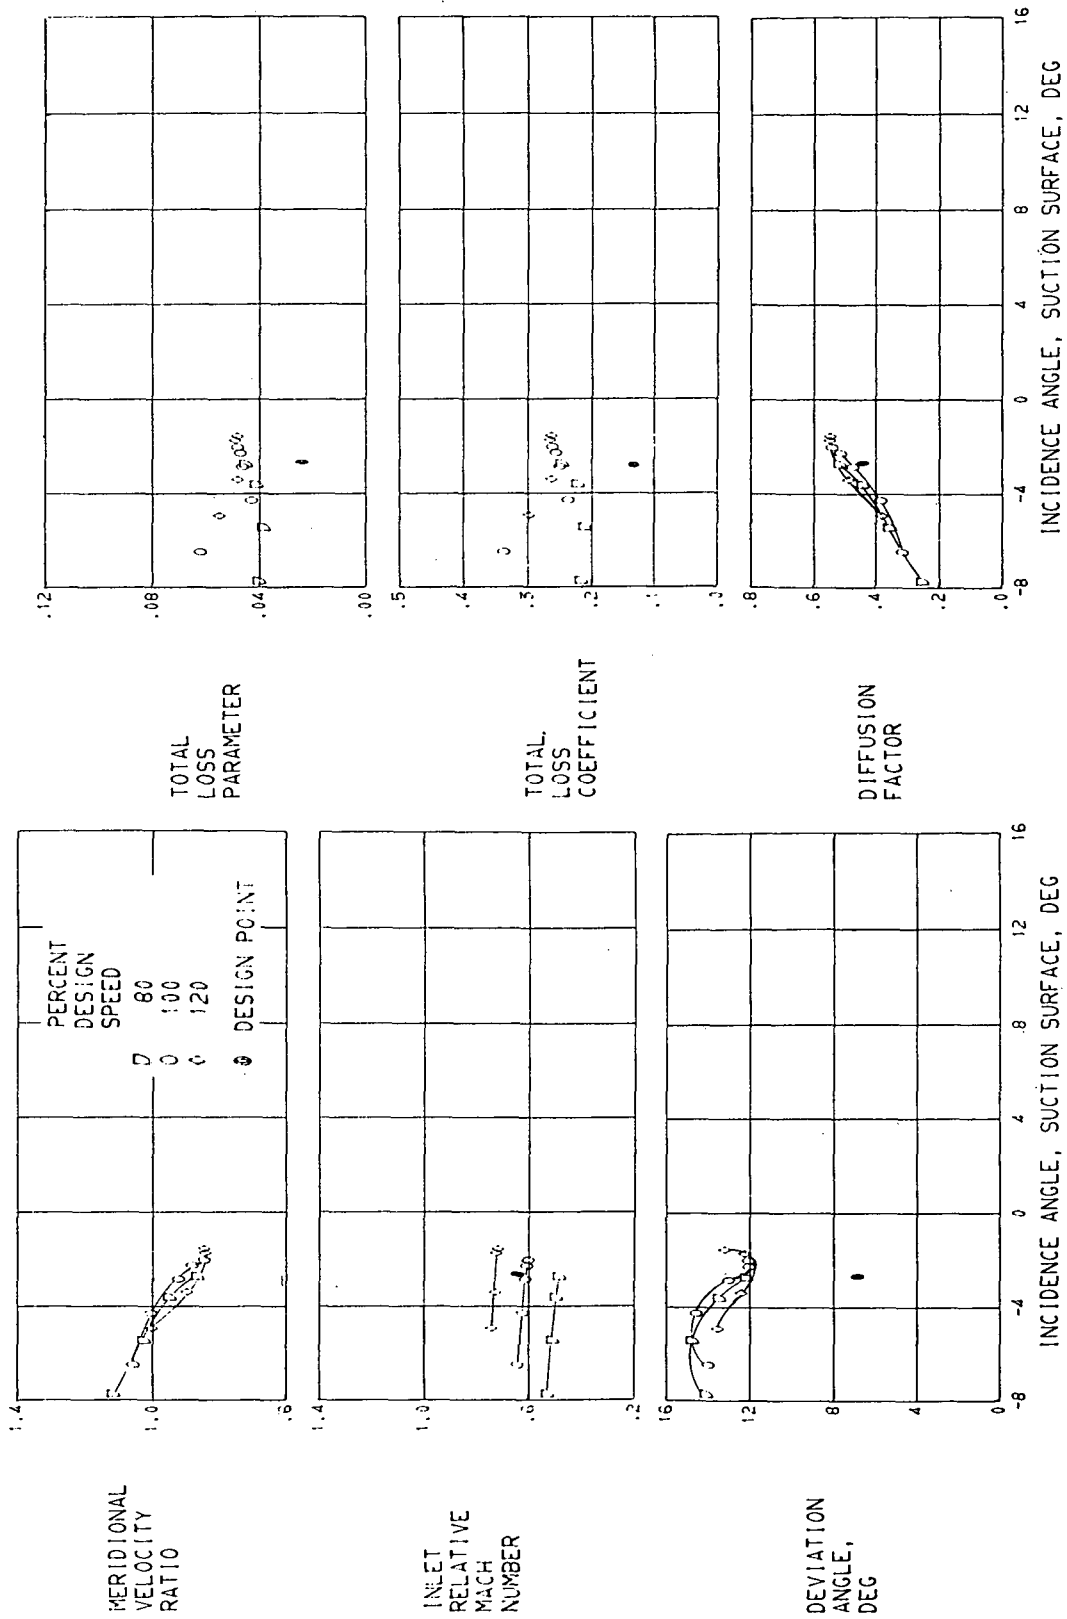 MERIDIONAL
VELOCITY
RATIO
1.4
1.0
.6
PERCENT
DESIGN
SPEED
80
100
120
DESIGN POINT
INLET
RELATIVE
MACH
NUMBER
1.4
1.0
.6
.2
DEVIATION
ANGLE,
DEG
16
12
8
4
0
-8 -4 0 4 8 12 16
INCIDENCE ANGLE, SUCTION SURFACE, DEG
TOTAL
LOSS
PARAMETER
.12
.08
.04
.00
TOTAL
LOSS
COEFFICIENT
.5
.4
.3
.2
.1
.0
DIFFUSION
FACTOR
.8
.6
.4
.2
.0
-8 -4 0 4 8 12 16
INCIDENCE ANGLE, SUCTION SURFACE, DEG